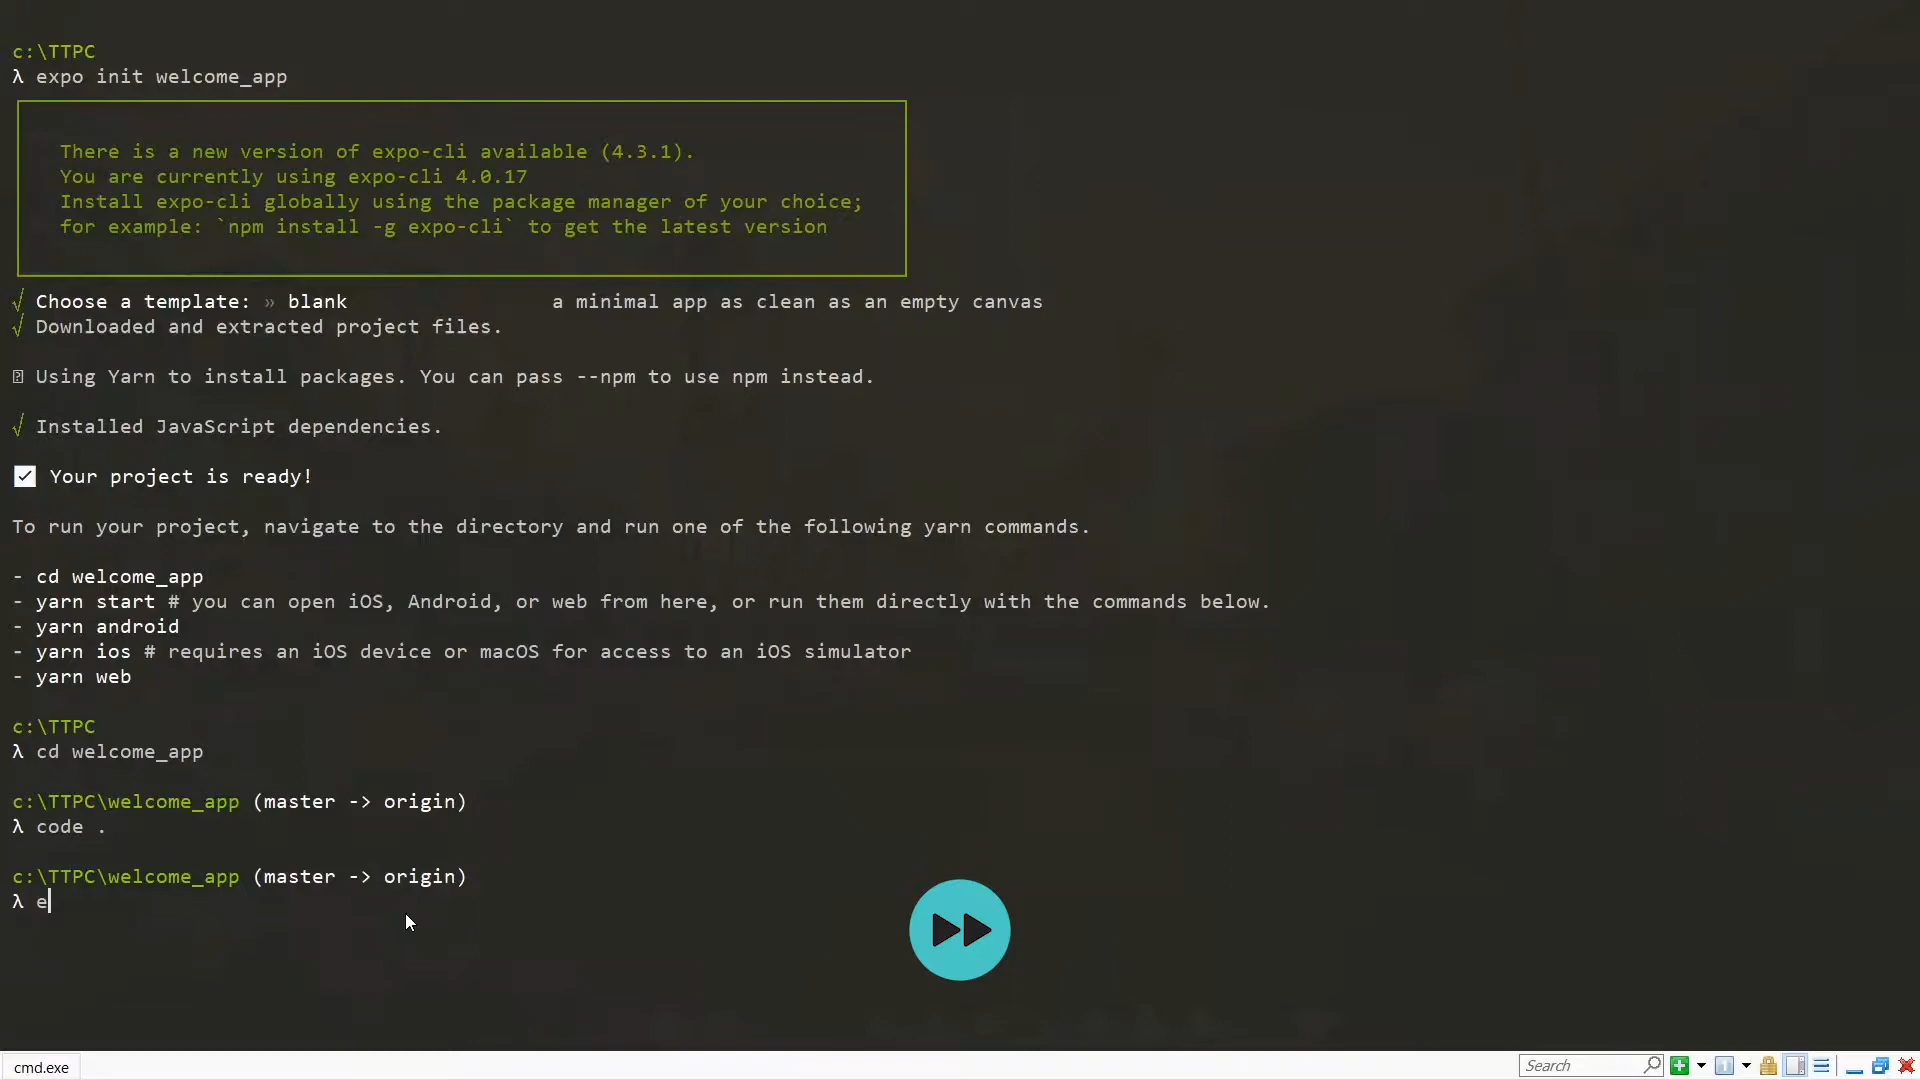 c:\TTPC
λ expo init welcome_app
There is a new version of expo-cli available (4.3.1).
You are currently using expo-cli 4.0.17
Install expo-cli globally using the package manager of your choice;
for example: `npm install -g expo-cli` to get the latest version
√ Choose a template: » blank a minimal app as clean as an empty canvas
√ Downloaded and extracted project files.
Using Yarn to install packages. You can pass --npm to use npm instead.
√ Installed JavaScript dependencies.
Your project is ready!
To run your project, navigate to the directory and run one of the following yarn commands.
- cd welcome_app
- yarn start # you can open iOS, Android, or web from here, or run them directly with the commands below.
- yarn android
- yarn ios # requires an iOS device or macOS for access to an iOS simulator
- yarn web
c:\TTPC
λ cd welcome_app
c:\TTPC\welcome_app (master -> origin)
λ code .
c:\TTPC\welcome_app (master -> origin)
λ e
cmd.exe
Search